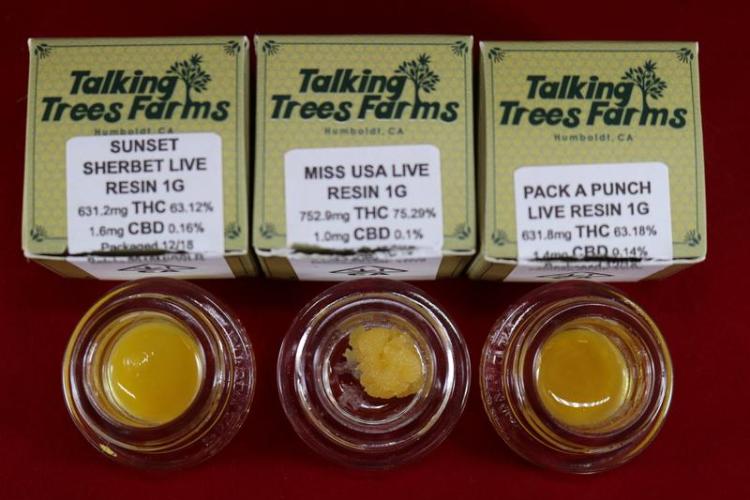 Talking
Trees Farms
Humboldt, CA
SUNSET
SHERBET LIVE
RESIN 1G
631.2mg THC 63.12%
1.6mg CBD 0.16%
Packaged 12/18
Talking
Trees Farms
Humboldt, CA
MISS USA LIVE
RESIN 1G
752.9mg THC 75.29%
1.0mg CBD 0.1%
Talking
Trees Farms
Humboldt, CA
PACK A PUNCH
LIVE RESIN 1G
631.8mg THC 63.18%
1.4mg CBD 0.14%